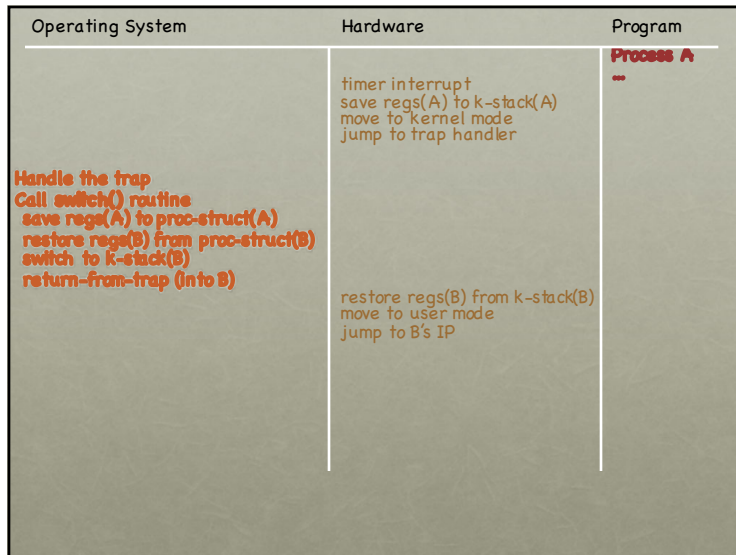 Operating System
Hardware
Program
Process A
...
timer interrupt
save regs(A) to k-stack(A)
move to kernel mode
jump to trap handler
Handle the trap
Call switch() routine
save regs(A) to proc-struct(A)
restore regs(B) from proc-struct(B)
switch to k-stack(B)
return-from-trap (into B)
restore regs(B) from k-stack(B)
move to user mode
jump to B's IP